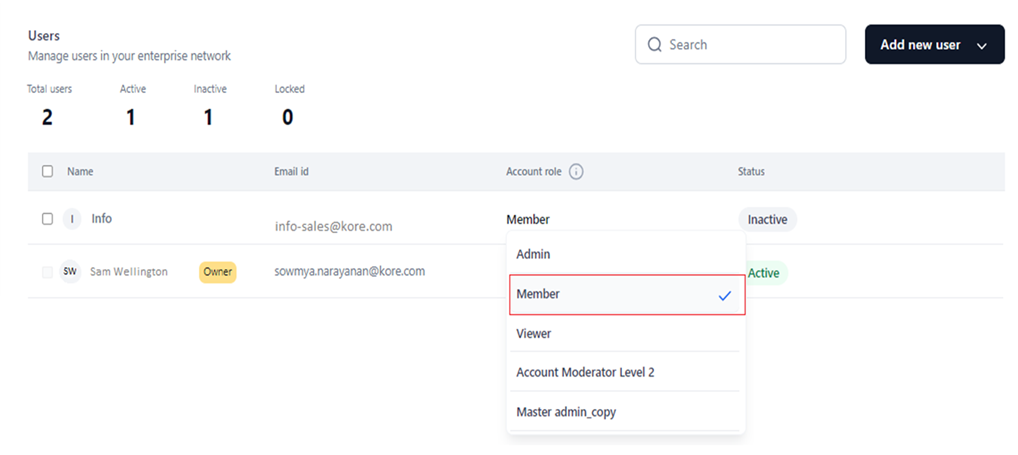 Users
Manage users in your enterprise network
Search
Add new user
Total users Active Inactive Locked
2 1 1 0
Name Email id Account role i Status
I Info info-sales@kore.com Member Inactive
SW Sam Wellington Owner sowmya.narayanan@kore.com Active
Admin
Member
Viewer
Account Moderator Level 2
Master admin_copy